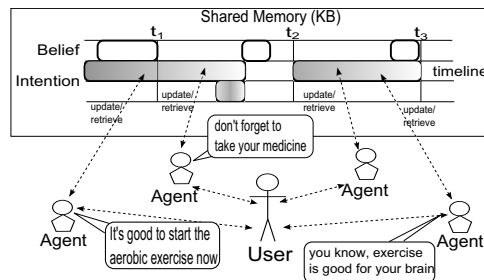 Shared Memory (KB)
t1 t2 t3
Belief
timeline
Intention
update/ update/ update/ update/
retrieve retrieve retrieve retrieve
don't forget to
take your medicine
Agent Agent
It's good to start the
aerobic exercise now
you know, exercise
is good for your brain
Agent User Agent